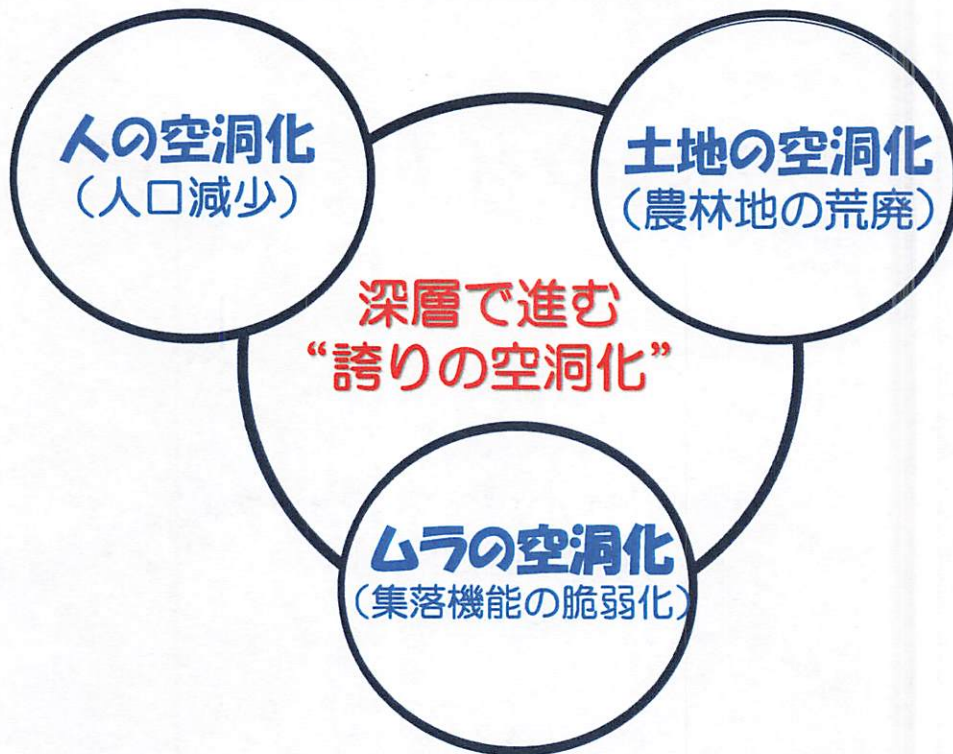 人の空洞化
（人口減少）
土地の空洞化
（農林地の荒廃）
深層で進む
“誇りの空洞化”
ムラの空洞化
（集落機能の脆弱化）